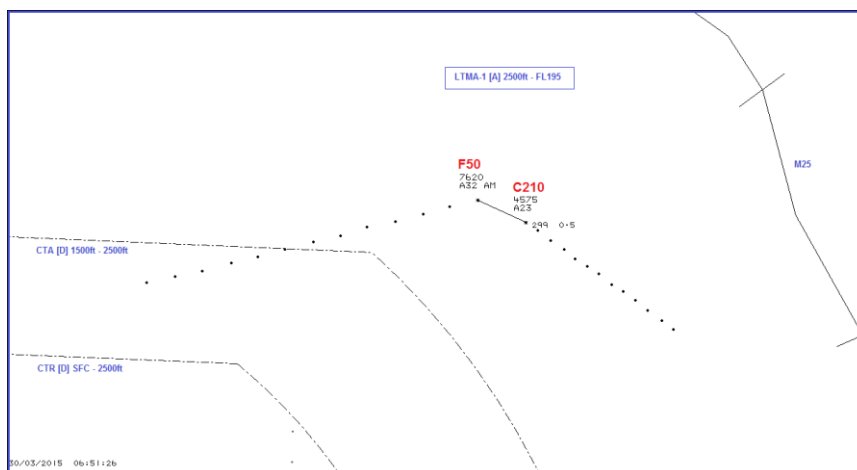 LTMA-1 [A] 2500ft - FL195
F50
7620
A32 AM
C210
4575
A23
299 0·5
M25
CTA [D] 1500ft - 2500ft
CTR [D] SFC - 2500ft
30/03/2015 06:51:26